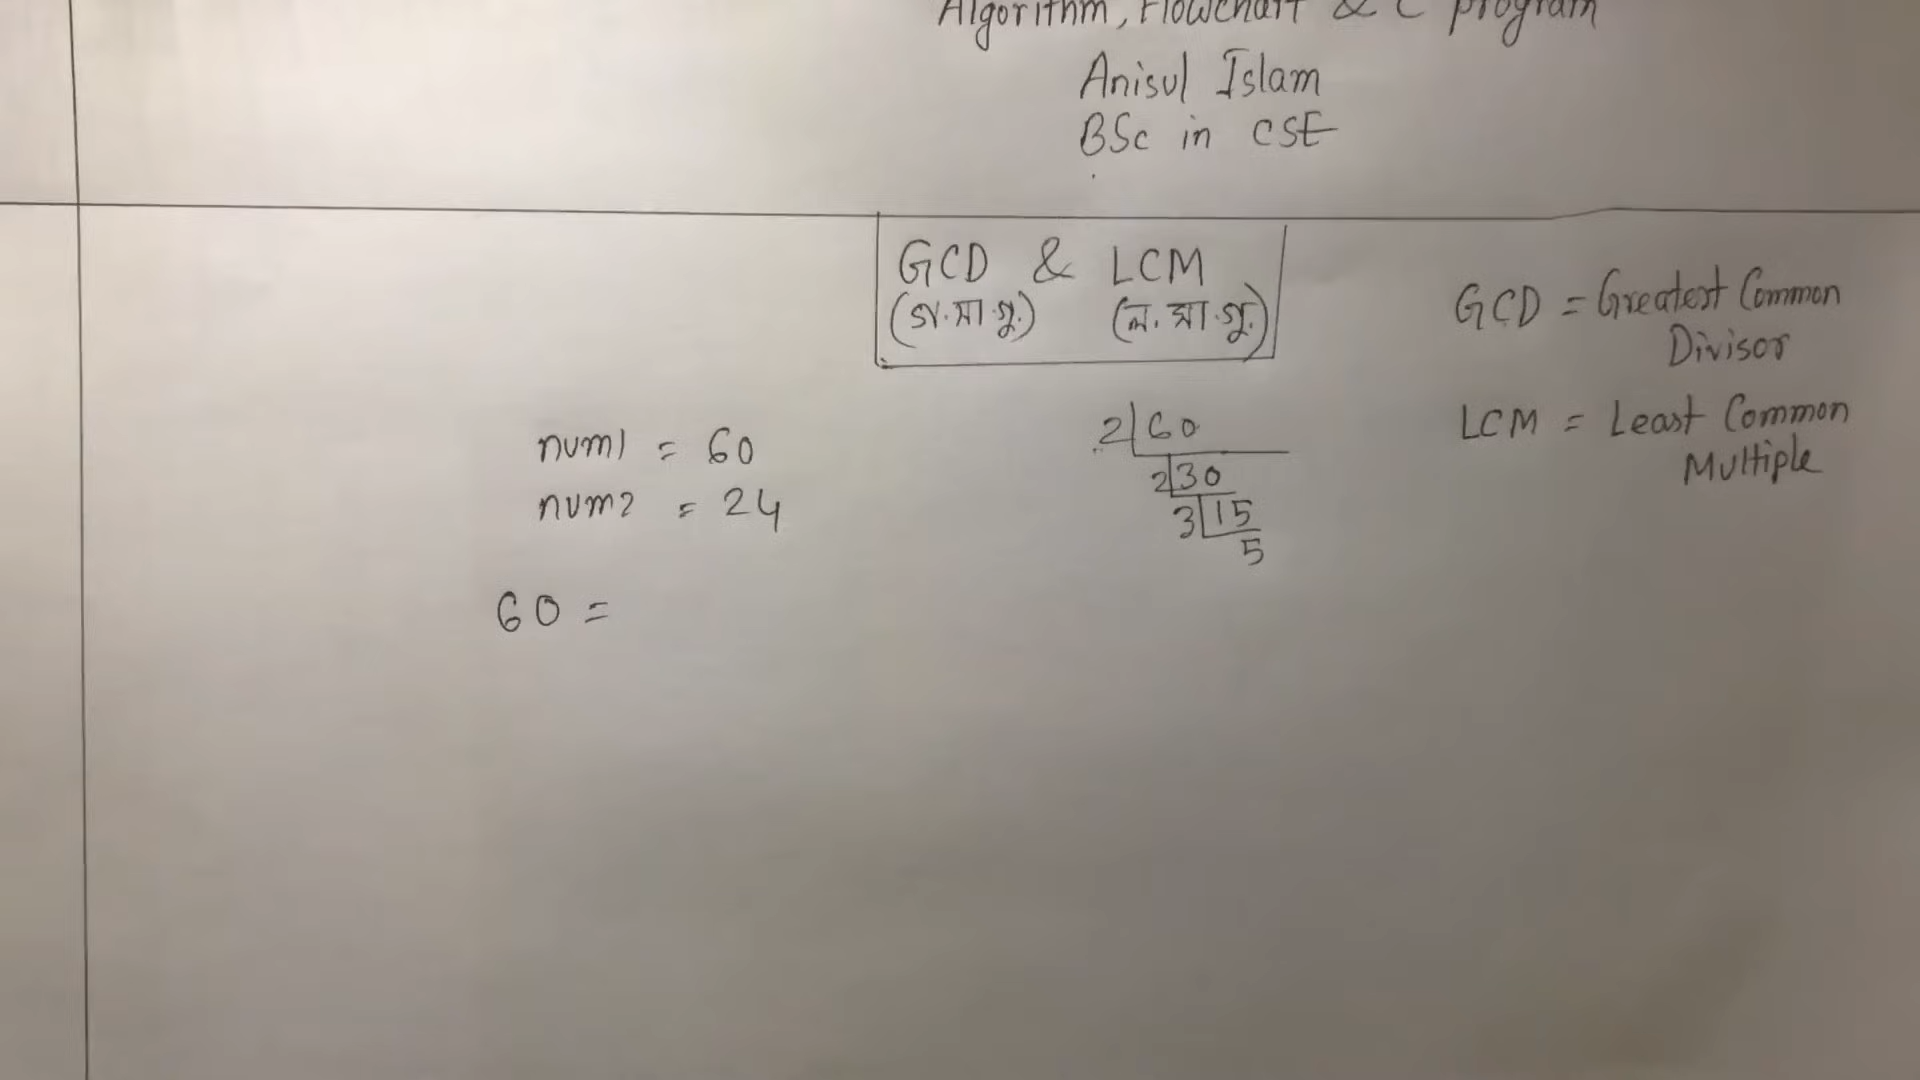 Algorithm, Flowchart & C program
Anisul Islam
BSc in CSE
GCD & LCM
(গ.সা.গু.) (ল.সা.গু.)
GCD = Greatest Common
Divisor
LCM = Least Common
Multiple
num1 = 60
num2 = 24
2|60
2|30
3|15
5
60 =